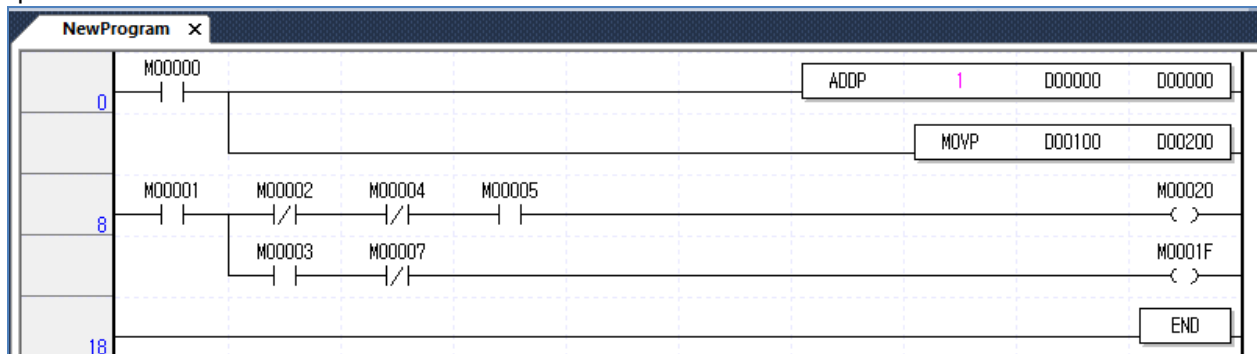 NewProgram X
M00000
0
ADDP 1 D00000 D00000
MOVP D00100 D00200
M00001 M00002 M00004 M00005 M00020
8
M00003 M00007 M0001F
END
18